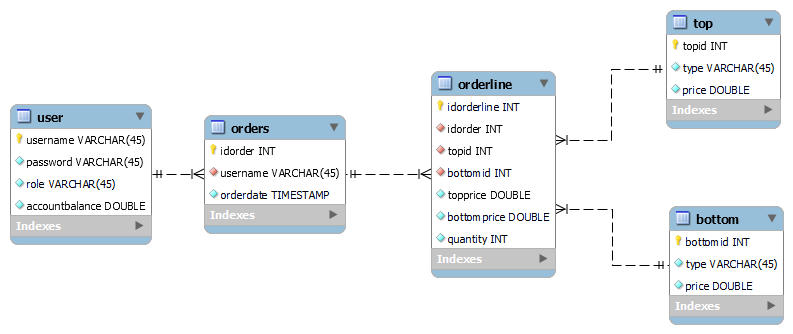 user
username VARCHAR(45)
password VARCHAR(45)
role VARCHAR(45)
accountbalance DOUBLE
Indexes
orders
idorder INT
username VARCHAR(45)
orderdate TIMESTAMP
Indexes
orderline
idorderline INT
idorder INT
topid INT
bottomid INT
topprice DOUBLE
bottomprice DOUBLE
quantity INT
Indexes
top
topid INT
type VARCHAR(45)
price DOUBLE
Indexes
bottom
bottomid INT
type VARCHAR(45)
price DOUBLE
Indexes